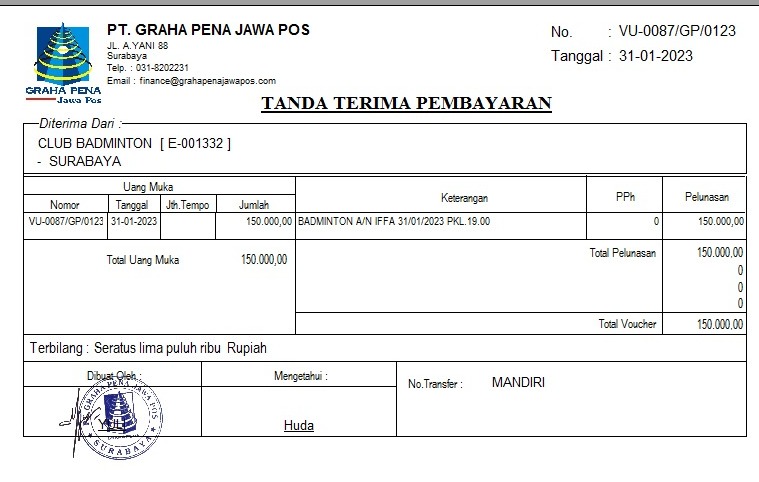 PT. GRAHA PENA JAWA POS
JL. A.YANI 88
Surabaya
Telp. : 031-8202231
Email : finance@grahapenajawapos.com
GRAHA PENA
Jawa Pos
No. : VU-0087/GP/0123
Tanggal : 31-01-2023
TANDA TERIMA PEMBAYARAN
Diterima Dari :
CLUB BADMINTON [ E-001332 ]
- SURABAYA
Uang Muka Keterangan PPh Pelunasan
Nomor Tanggal Jth.Tempo Jumlah
VU-0087/GP/0123 31-01-2023 150.000,00 BADMINTON A/N IFFA 31/01/2023 PKL.19.00 0 150.000,00
Total Uang Muka 150.000,00 Total Pelunasan 150.000,00
0
0
0
Total Voucher 150.000,00
Terbilang : Seratus lima puluh ribu Rupiah
Dibuat Oleh : Mengetahui : No.Transfer : MANDIRI
PT. GRAHA PENA JAWA POS
SURABAYA
Huda